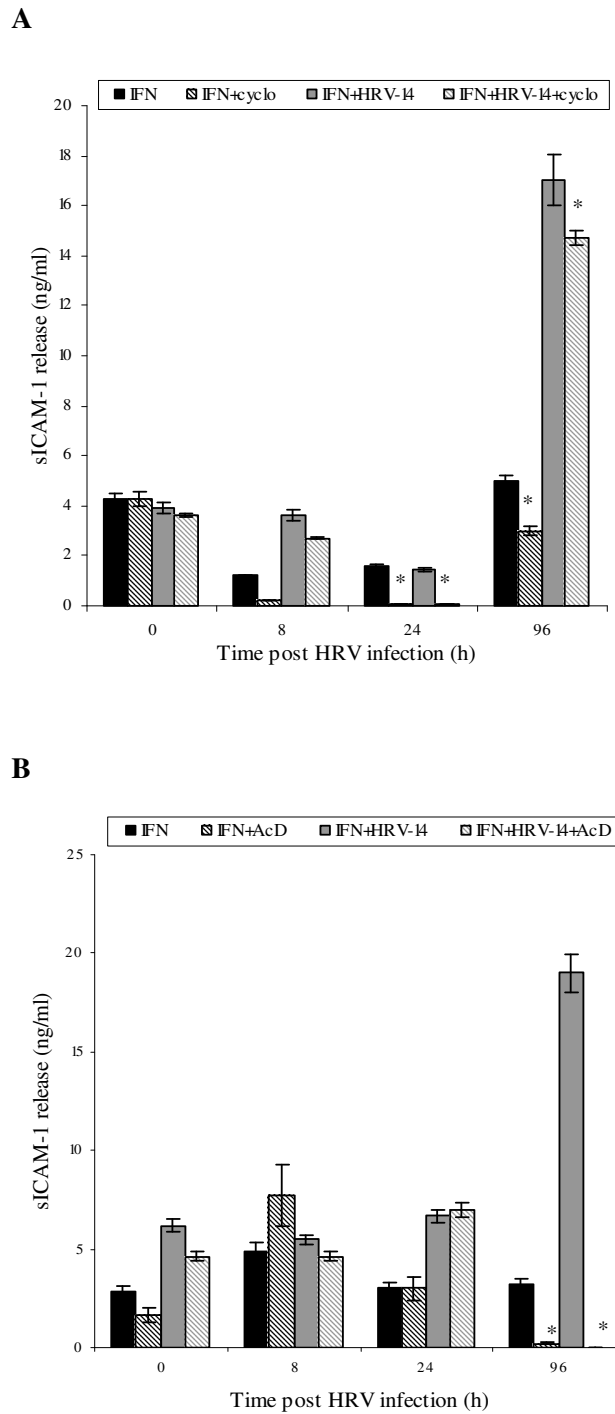 A
IFN IFN+cyclo IFN+HRV-14 IFN+HRV-14+cyclo
20
18
16
14
12
10
8
6
4
2
0
sICAM-1 release (ng/ml)
*
*
*
*
0 8 24 96
Time post HRV infection (h)
B
IFN IFN+AcD IFN+HRV-14 IFN+HRV-14+AcD
25
20
15
10
5
0
sICAM-1 release (ng/ml)
*
*
0 8 24 96
Time post HRV infection (h)